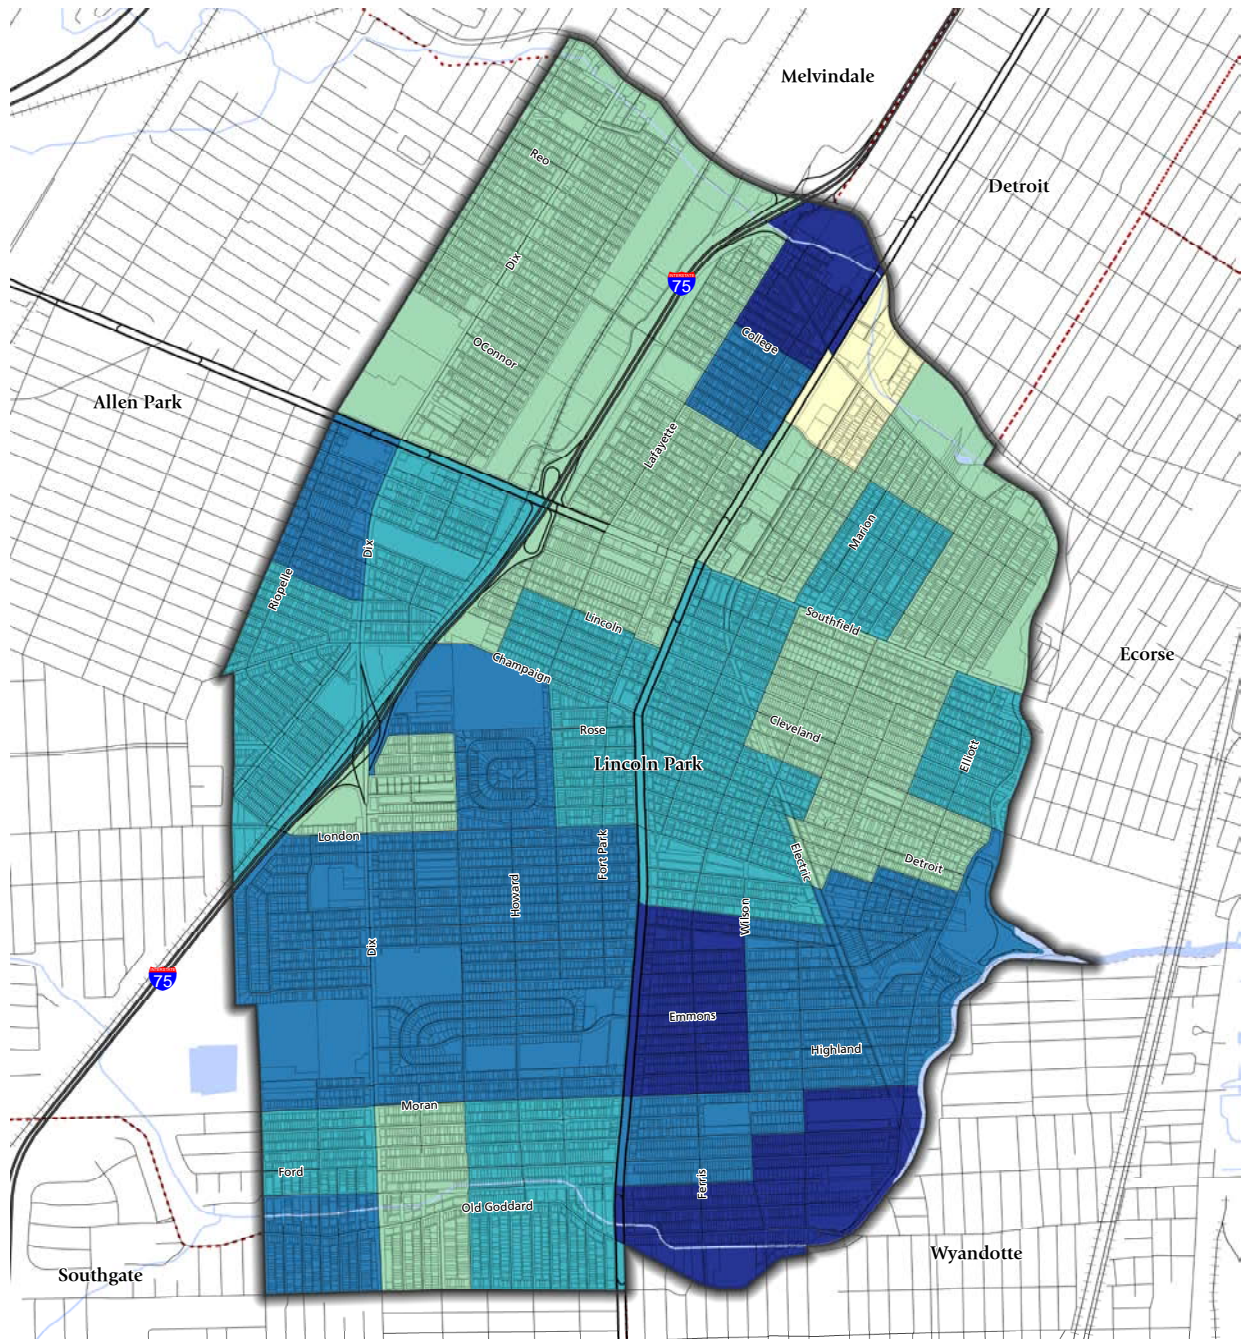 Melvindale
Reo
Detroit
Dix
INTERSTATE
75
College
OConnor
Allen Park
Lafayette
Marion
Dix
Riopelle
Lincoln
Southfield
Champaign
Ecorse
Rose
Cleveland
Elliott
Lincoln Park
London
Fort Park
Electric
Detroit
Howard
Wilson
Dix
INTERSTATE
75
Emmons
Highland
Moran
Ford
Ferris
Old Goddard
Wyandotte
Southgate